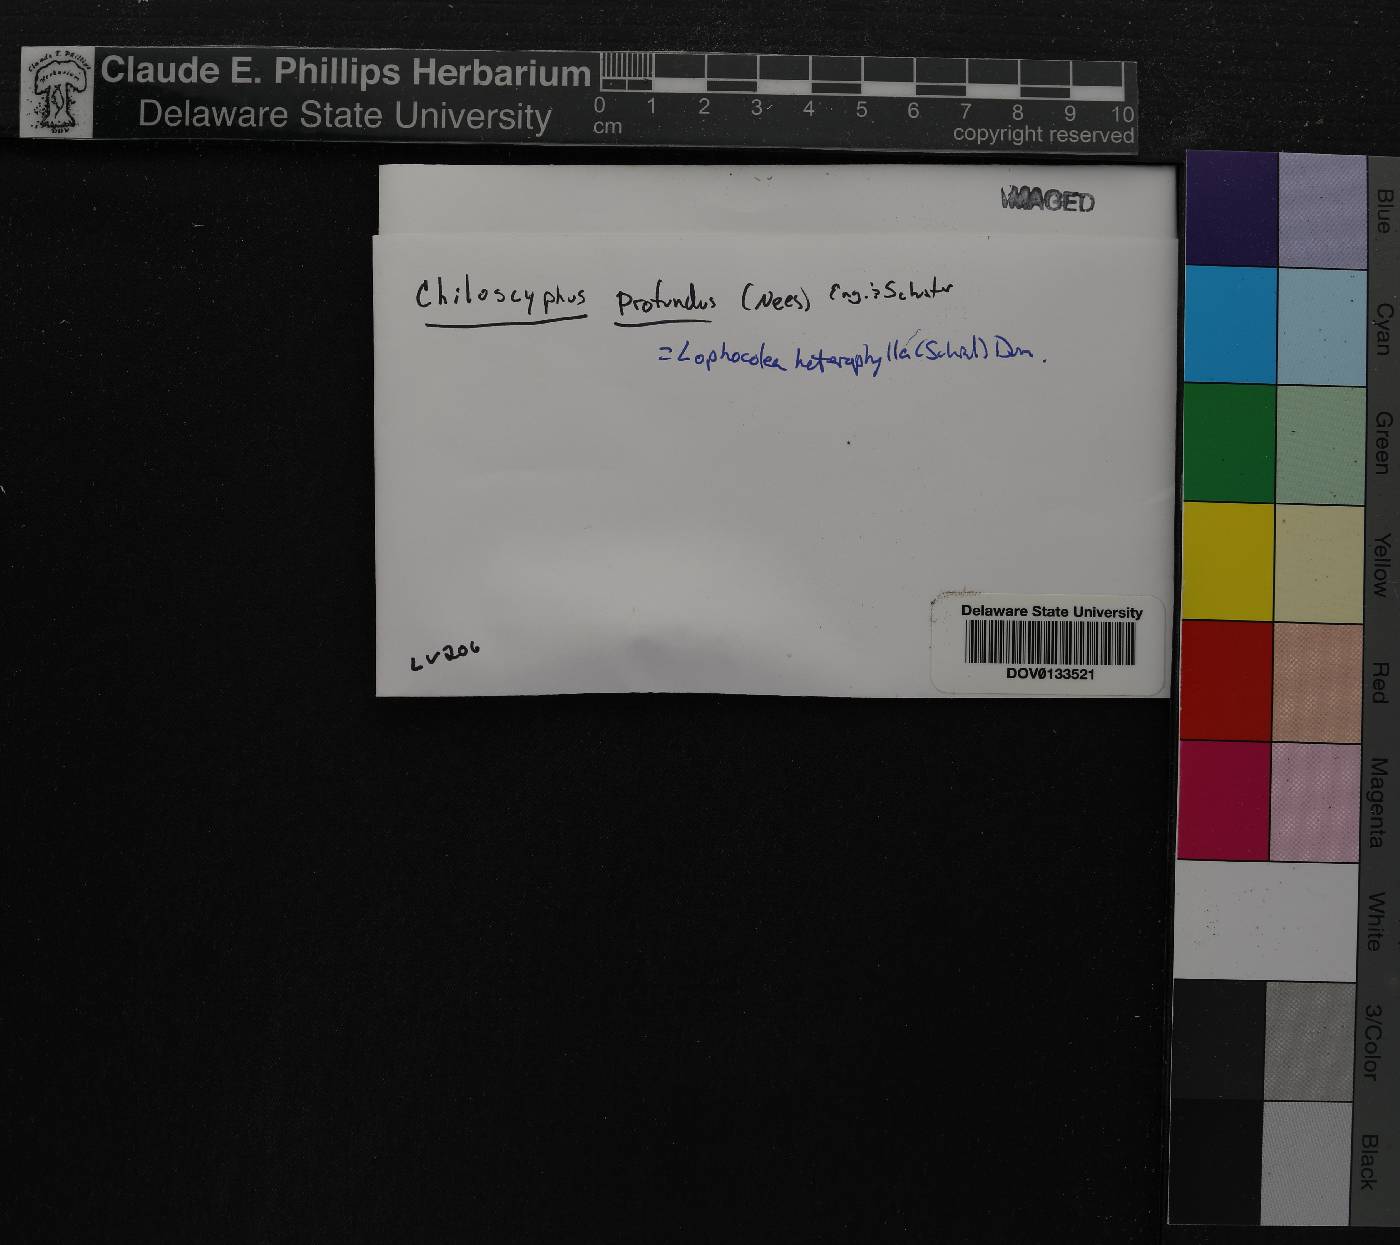 Claude E. Phillips Herbarium
Delaware State University
0 1 2 3 4 5 6 7 8 9 10
cm
copyright reserved
IMAGED
Chiloscyphus Profundus (Nees) Eng. & Schuster
= Lophocolea heterophylla (Schrad) Dum.
LV206
Delaware State University
DOV0133521
Blue
Cyan
Green
Yellow
Red
Magenta
White
3/Color
Black